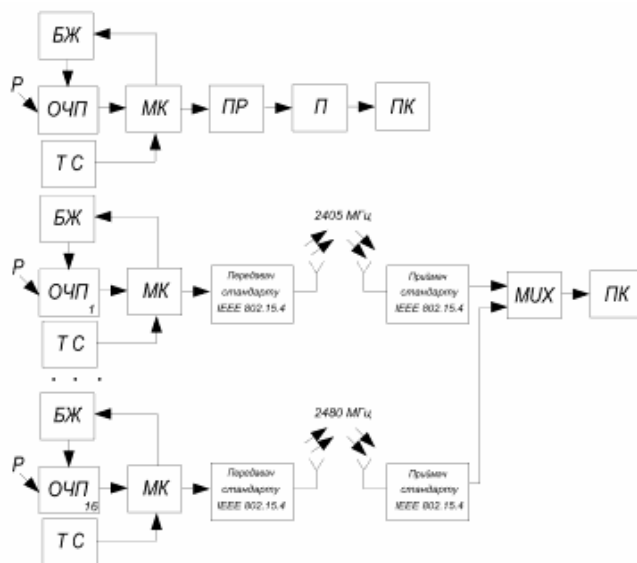 БЖ
Р
ОЧП
МК
ПР
П
ПК
Т С
БЖ
2405 МГц
Р
ОЧП
1
МК
Передавач
стандарту
IEEE 802.15.4
Приймач
стандарту
IEEE 802.15.4
MUX
ПК
Т С
. . .
БЖ
2480 МГц
Р
ОЧП
16
МК
Передавач
стандарту
IEEE 802.15.4
Приймач
стандарту
IEEE 802.15.4
Т С